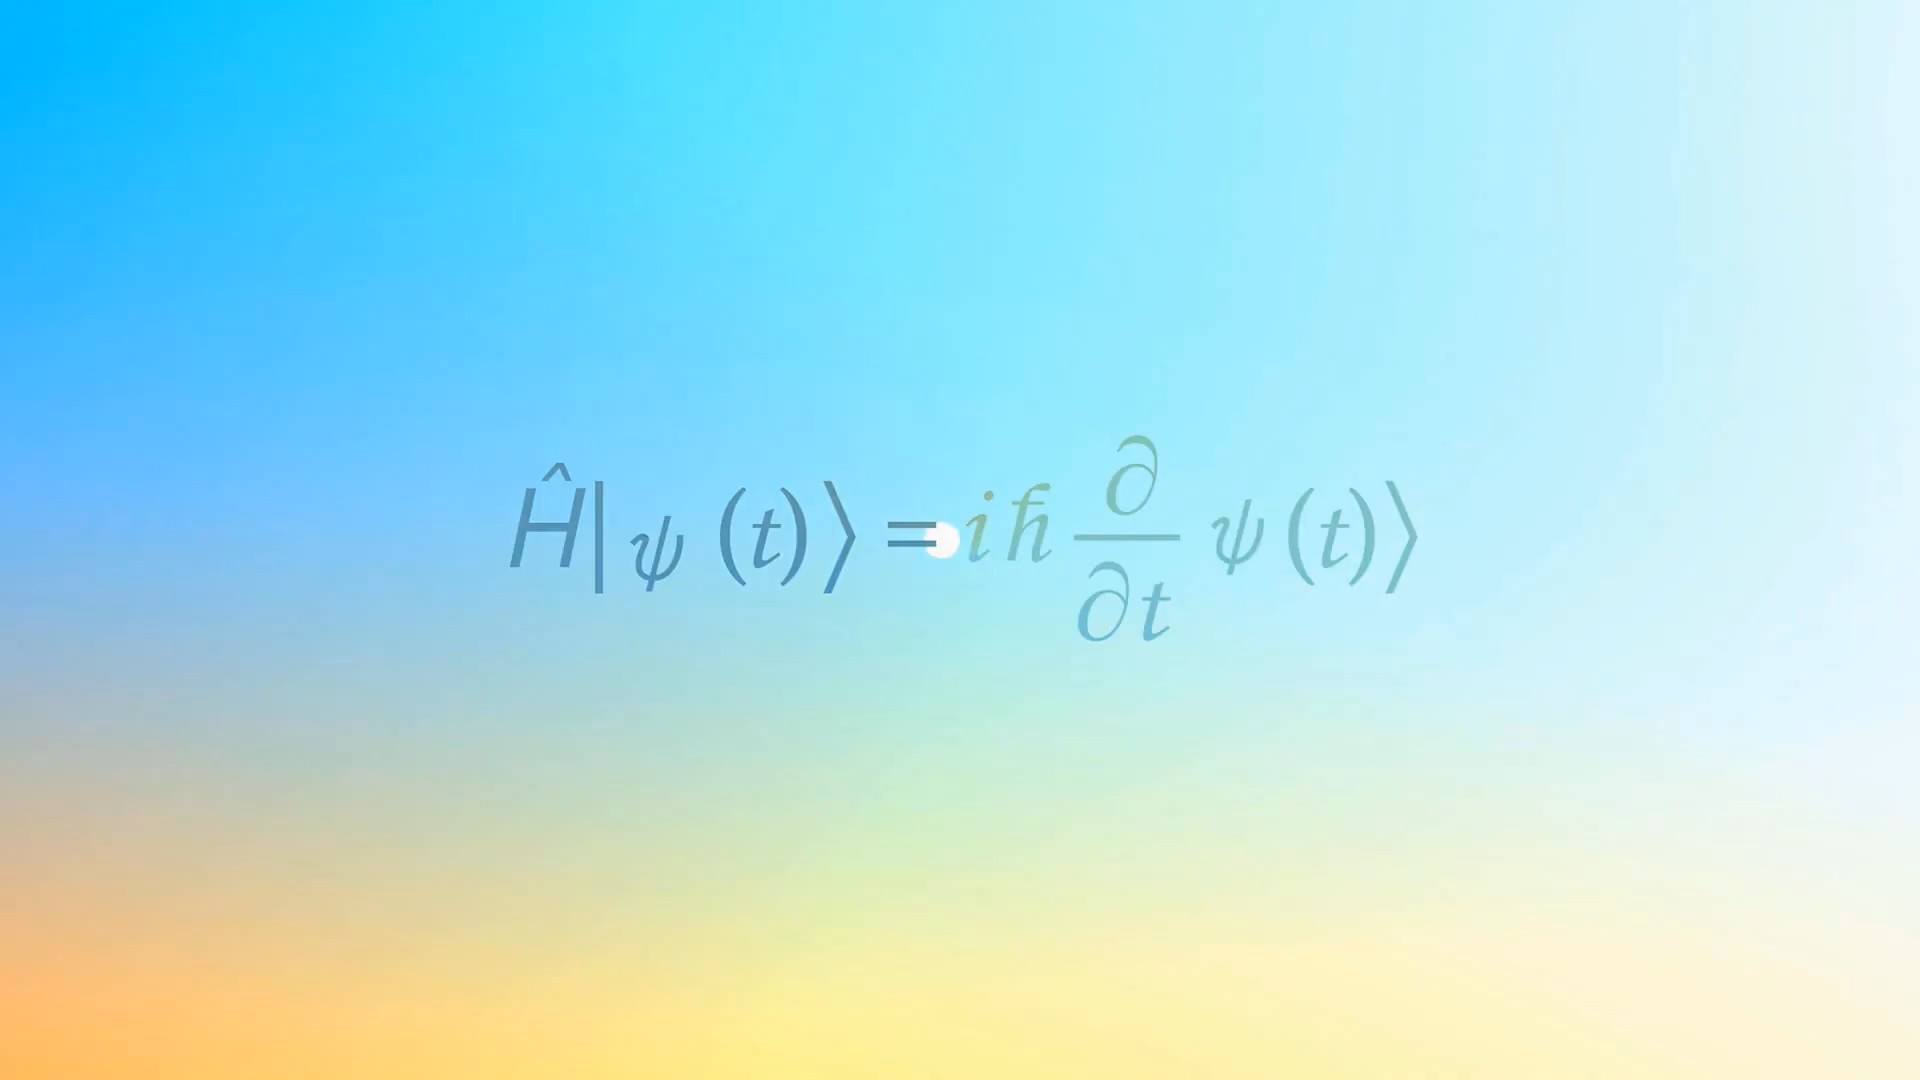 Ĥ| ψ (t)⟩ = iħ ∂/∂t ψ (t)⟩